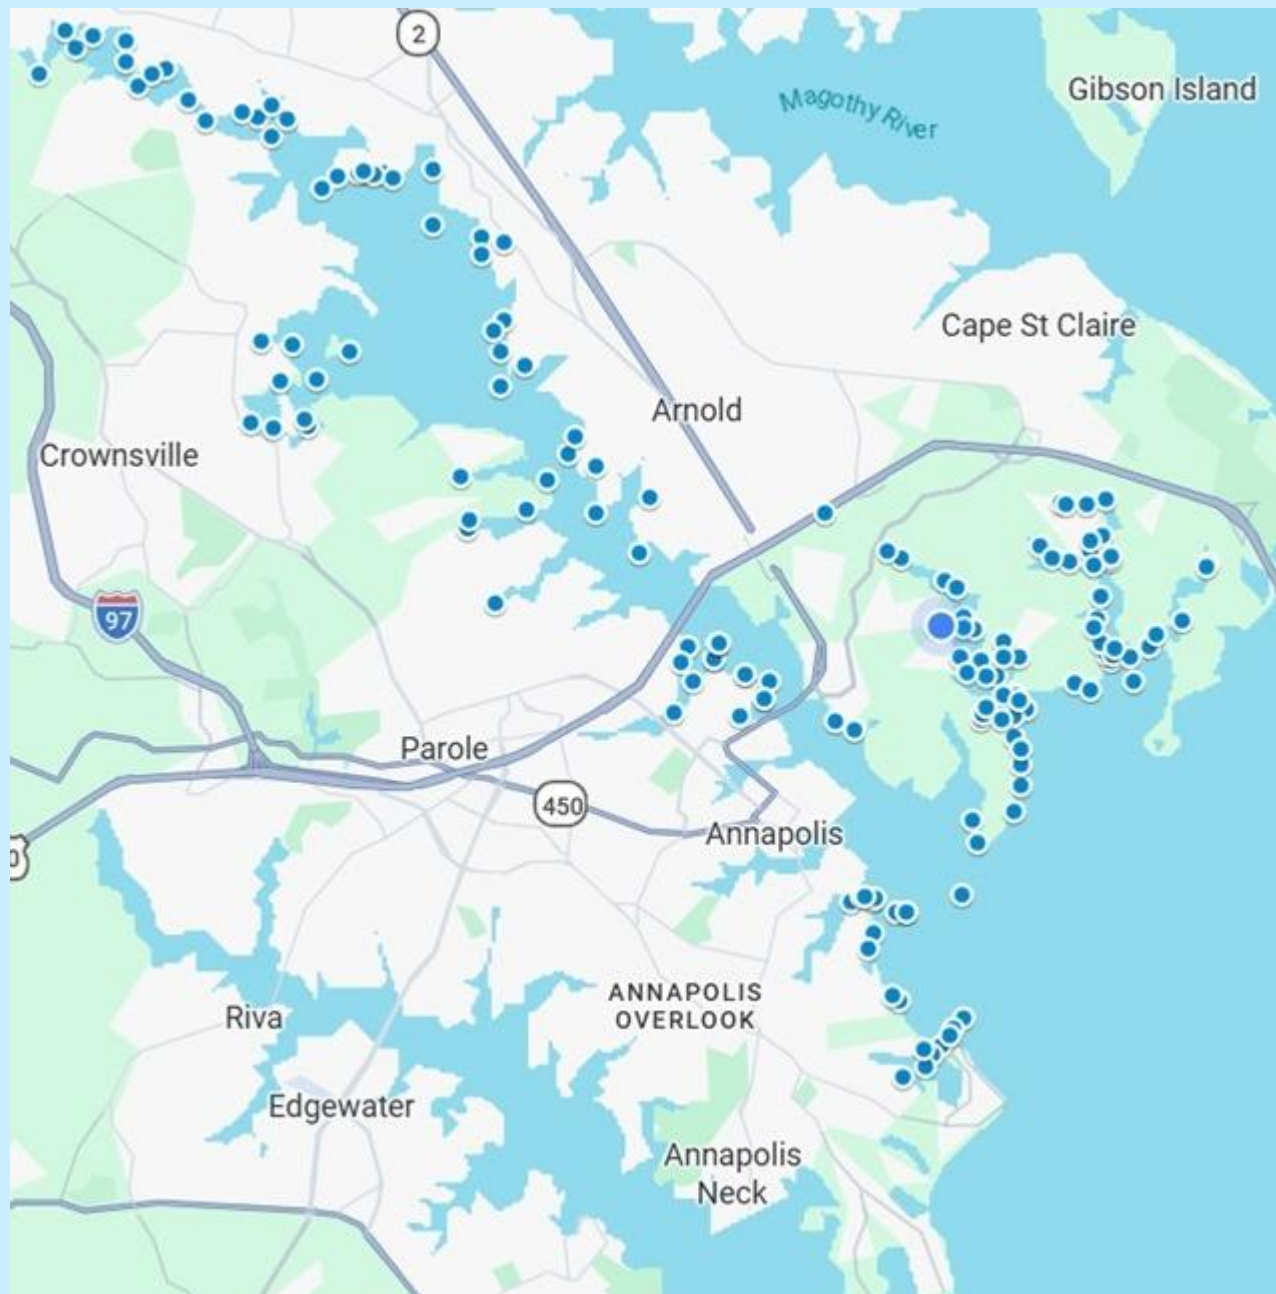 2
Gibson Island
Magothy River
Cape St Claire
Arnold
Crownsville
97
Parole
450
Annapolis
0
ANNAPOLIS
OVERLOOK
Riva
Edgewater
Annapolis
Neck